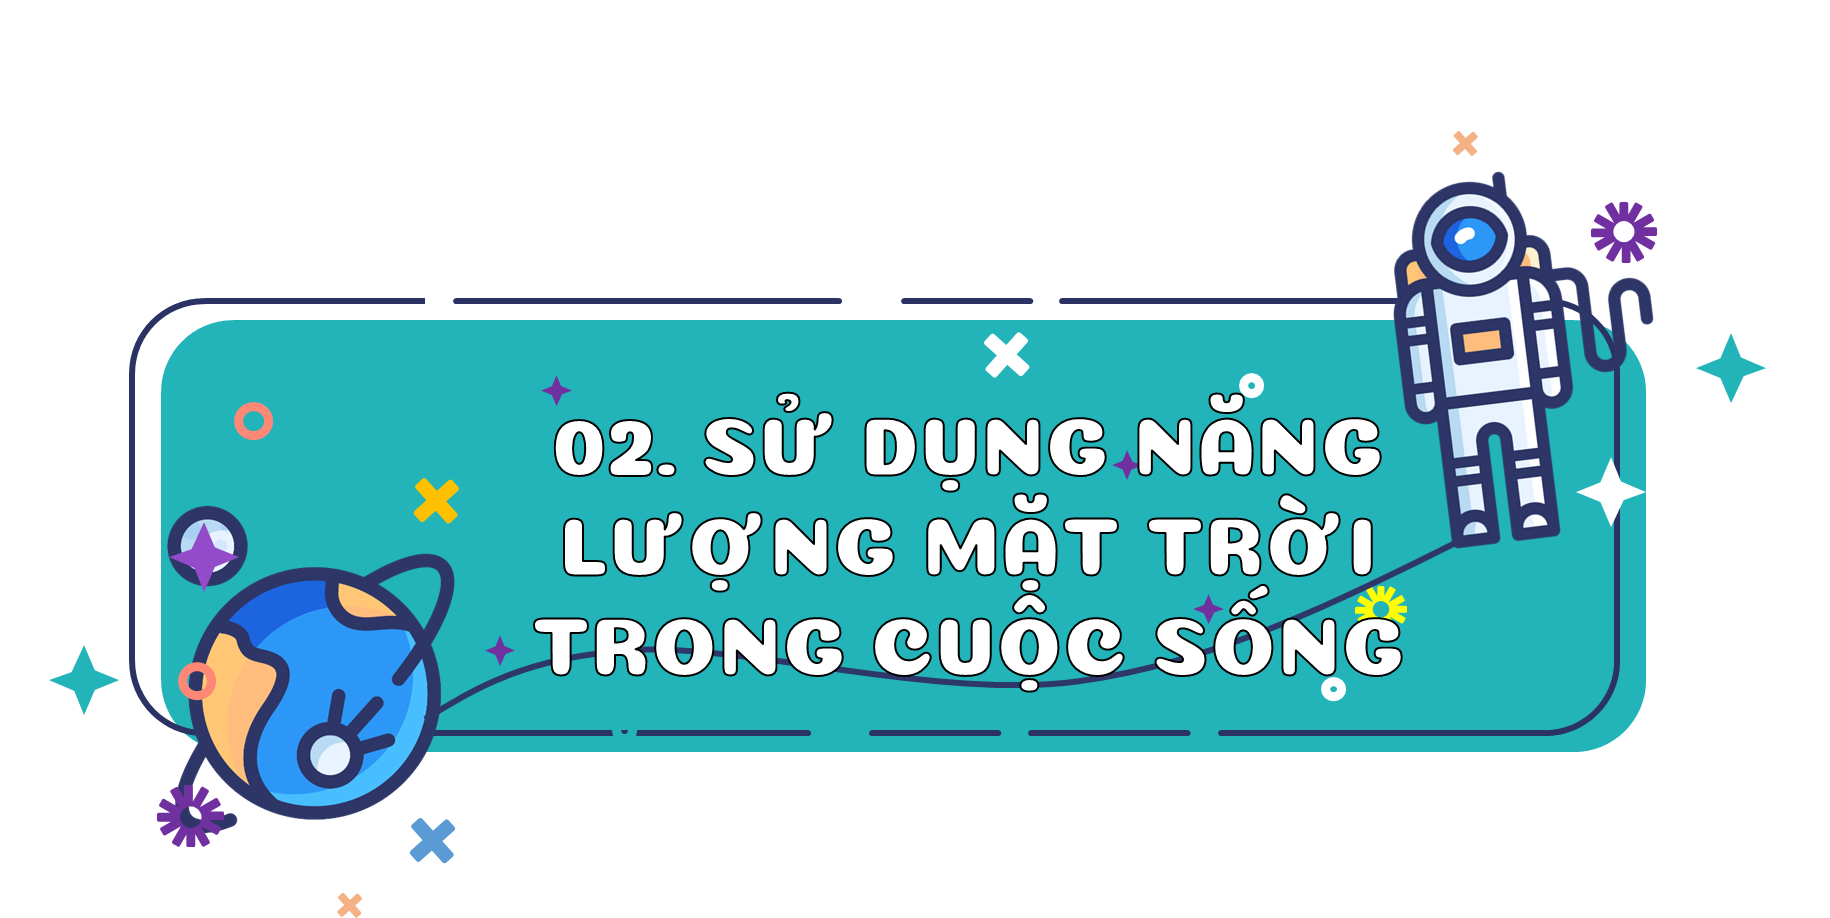 02. SỬ DỤNG NĂNG
LƯỢNG MẶT TRỜI
TRONG CUỘC SỐNG